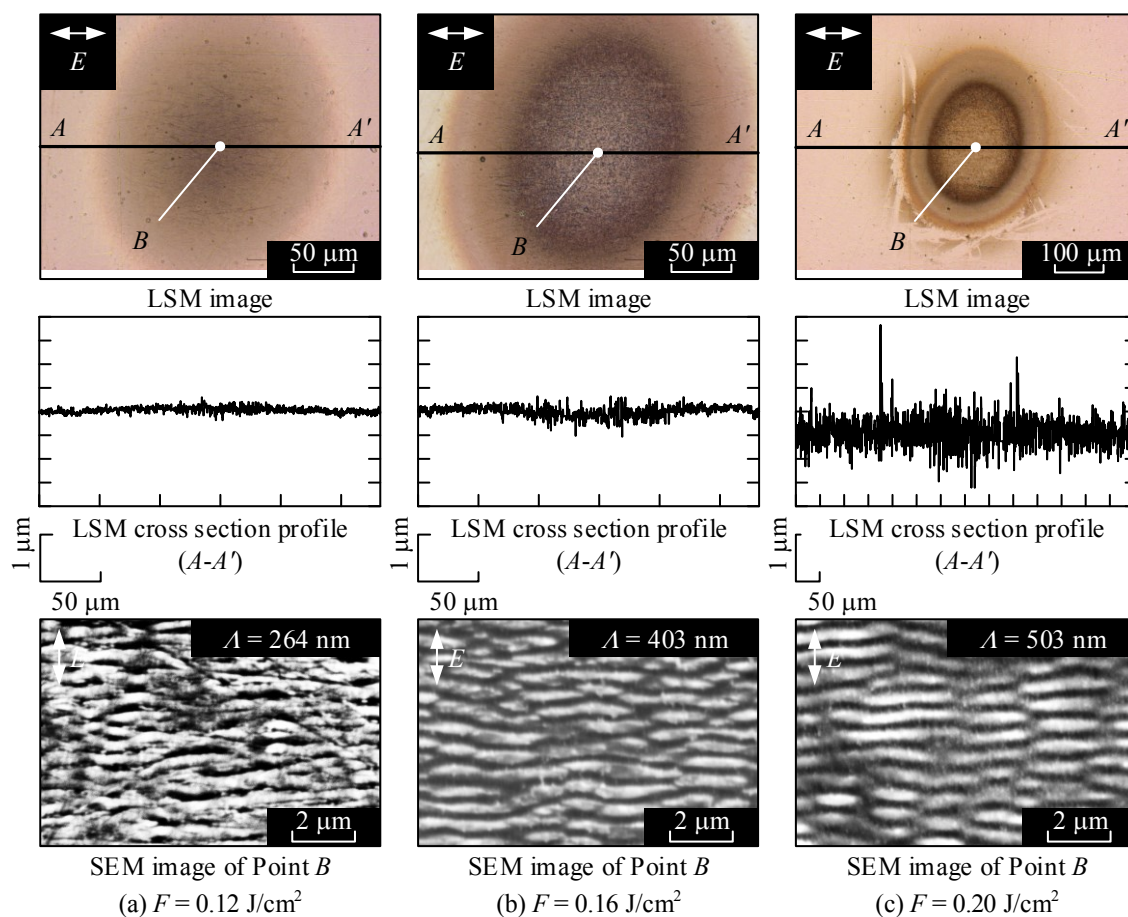 E
A
A′
B
50 μm
LSM image
E
A
A′
B
50 μm
LSM image
E
A
A′
B
100 μm
LSM image
1 μm
50 μm
LSM cross section profile
(A-A′)
1 μm
50 μm
LSM cross section profile
(A-A′)
1 μm
50 μm
LSM cross section profile
(A-A′)
Λ = 264 nm
E
2 μm
SEM image of Point B
(a) F = 0.12 J/cm²
Λ = 403 nm
E
2 μm
SEM image of Point B
(b) F = 0.16 J/cm²
Λ = 503 nm
E
2 μm
SEM image of Point B
(c) F = 0.20 J/cm²